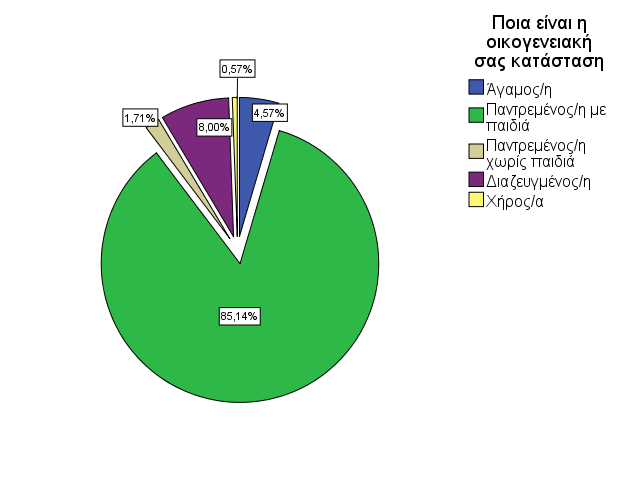 Ποια είναι η
οικογενειακή
σας κατάσταση
Άγαμος/η
Παντρεμένος/η με
παιδιά
Παντρεμένος/η
χωρίς παιδιά
Διαζευγμένος/η
Χήρος/α
0,57%
4,57%
1,71%
8,00%
85,14%